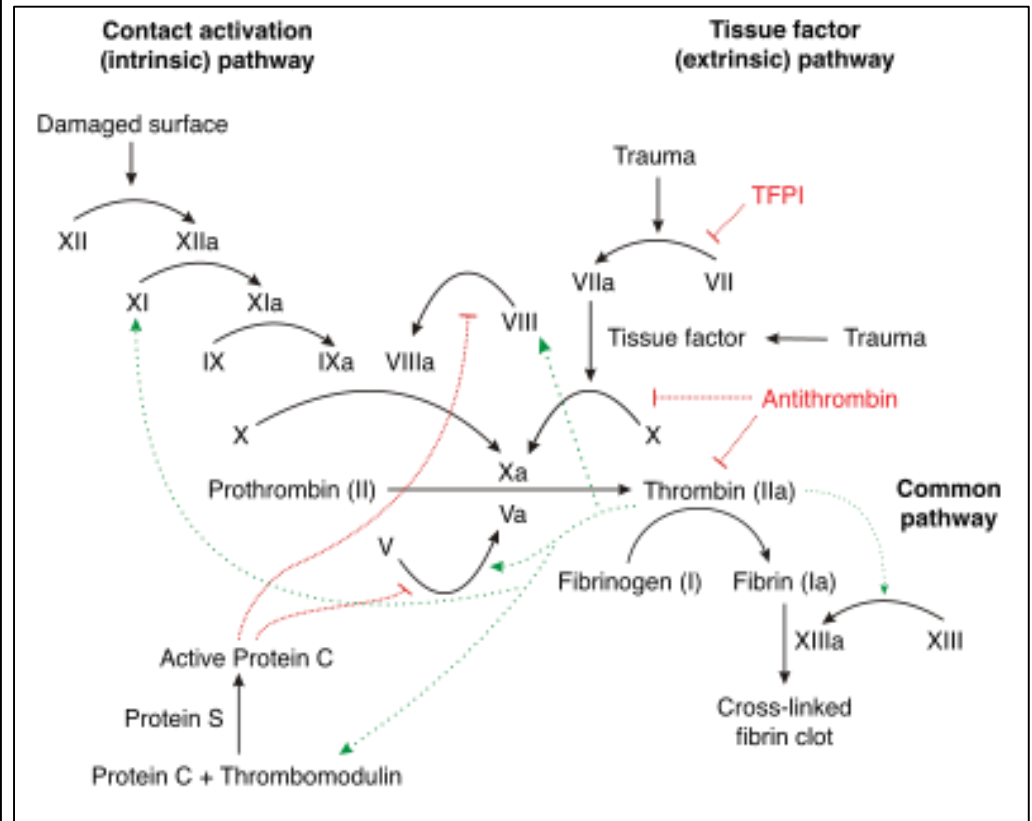 Contact activation
(intrinsic) pathway
Tissue factor
(extrinsic) pathway
Damaged surface
Trauma
TFPI
XII
XIIa
VIIa
VII
XI
XIa
VIII
Tissue factor
Trauma
IX
IXa
VIIIa
Antithrombin
X
X
Xa
Prothrombin (II)
Thrombin (IIa)
Common
pathway
Va
V
Fibrinogen (I)
Fibrin (Ia)
XIIIa
XIII
Active Protein C
Protein S
Cross-linked
fibrin clot
Protein C + Thrombomodulin